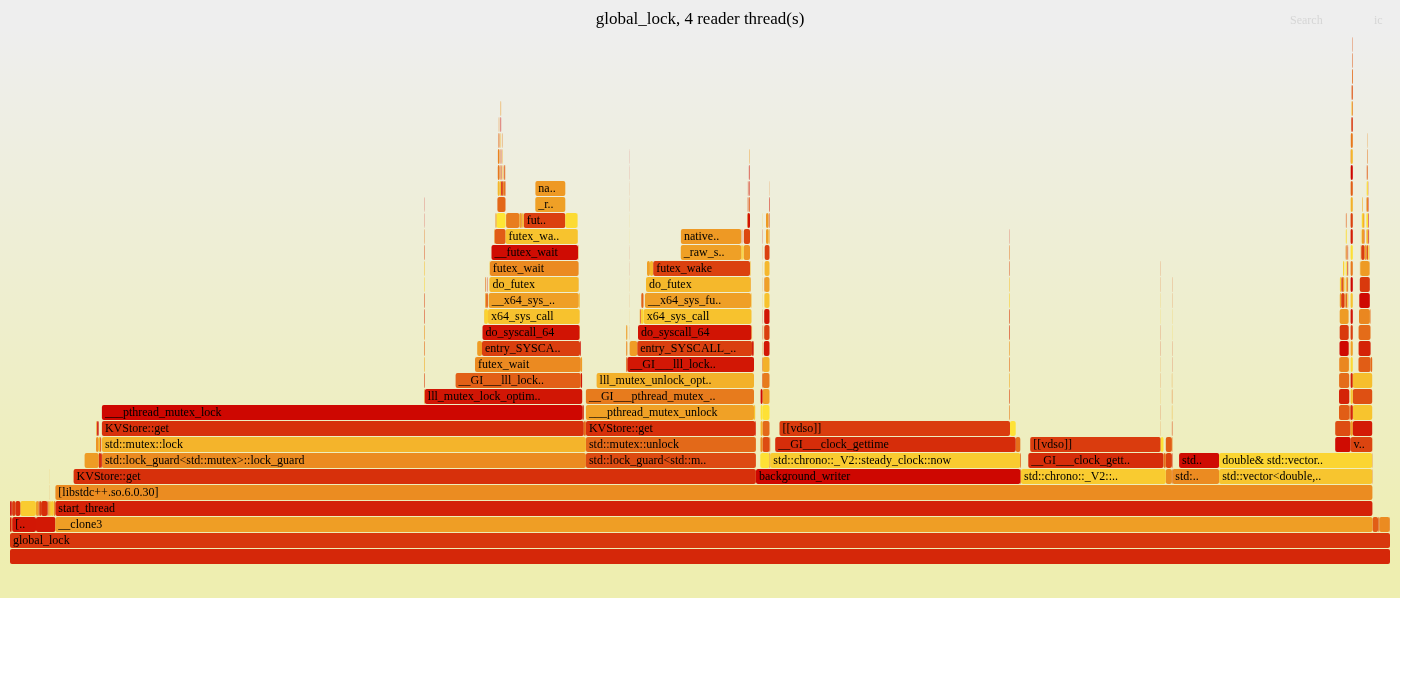 global_lock, 4 reader thread(s)
Search
ic
na..
_r..
fut..
futex_wa.. native..
__futex_wait _raw_s..
futex_wait futex_wake
do_futex do_futex
__x64_sys_.. __x64_sys_fu..
x64_sys_call x64_sys_call
do_syscall_64 do_syscall_64
entry_SYSCA.. entry_SYSCALL_..
futex_wait __GI___lll_lock..
__GI___lll_lock.. lll_mutex_unlock_opt..
lll_mutex_lock_optim.. __GI___pthread_mutex_..
___pthread_mutex_lock ___pthread_mutex_unlock
KVStore::get KVStore::get [[vdso]]
std::mutex::lock std::mutex::unlock __GI___clock_gettime [[vdso]] v..
std::lock_guard<std::mutex>::lock_guard std::lock_guard<std::m.. std::chrono::_V2::steady_clock::now __GI___clock_gett.. std.. double& std::vector..
KVStore::get background_writer std::chrono::_V2::.. std::.. std::vector<double,..
[libstdc++.so.6.0.30]
start_thread
[.. __clone3
global_lock